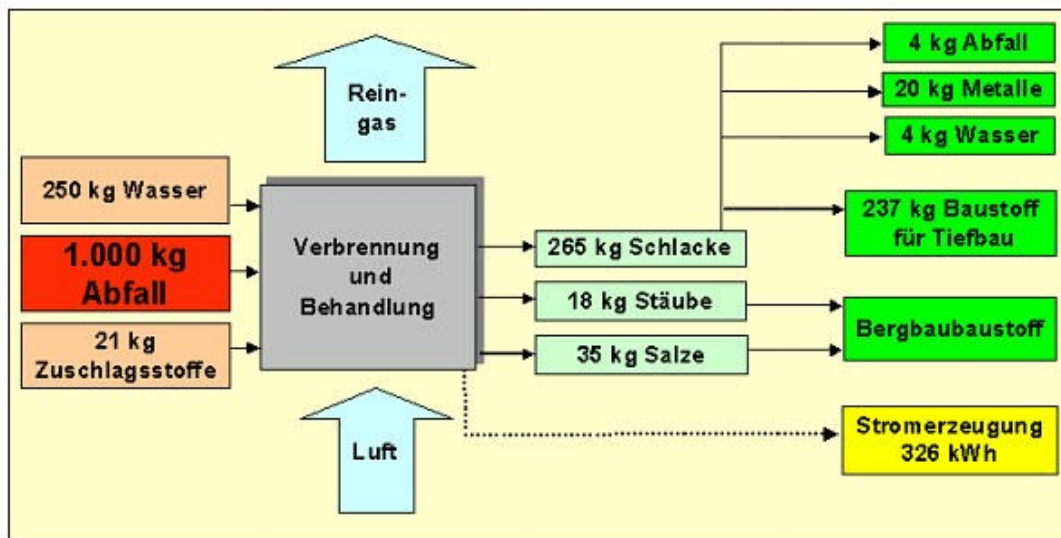 Rein-
gas
250 kg Wasser
1.000 kg
Abfall
21 kg
Zuschlagsstoffe
Verbrennung
und
Behandlung
Luft
265 kg Schlacke
18 kg Stäube
35 kg Salze
4 kg Abfall
20 kg Metalle
4 kg Wasser
237 kg Baustoff
für Tiefbau
Bergbaubaustoff
Stromerzeugung
326 kWh